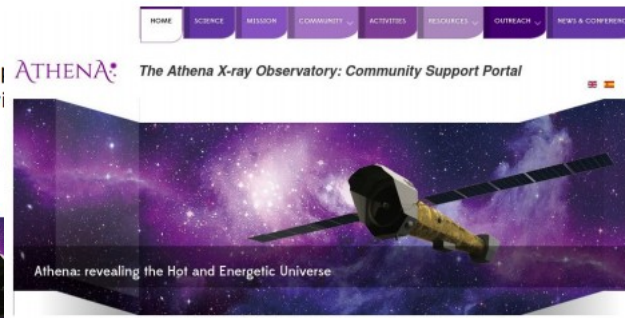 HOME SCIENCE MISSION COMMUNITY ACTIVITIES RESOURCES OUTREACH NEWS & CONFERENC
ATHENA
The Athena X-ray Observatory: Community Support Portal
Athena: revealing the Hot and Energetic Universe